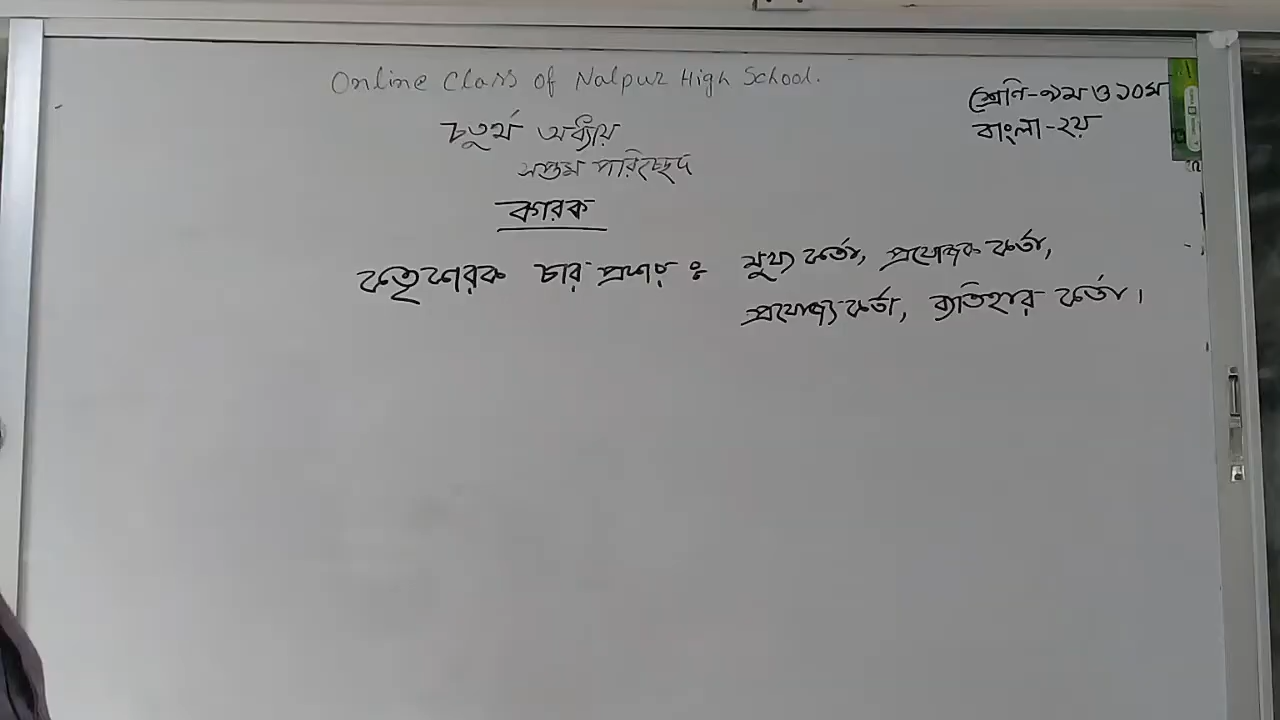 Online Class of Nalpur High School.
শ্রেণি-৯ম ও ১০ম
বাংলা-২য়
চতুর্থ অধ্যায়
সপ্তম পরিচ্ছেদ
কারক
কর্তৃকারক চার প্রকার ঃ মুখ্য কর্তা, প্রযোজক কর্তা,
প্রযোজ্য কর্তা, ব্যতিহার কর্তা।